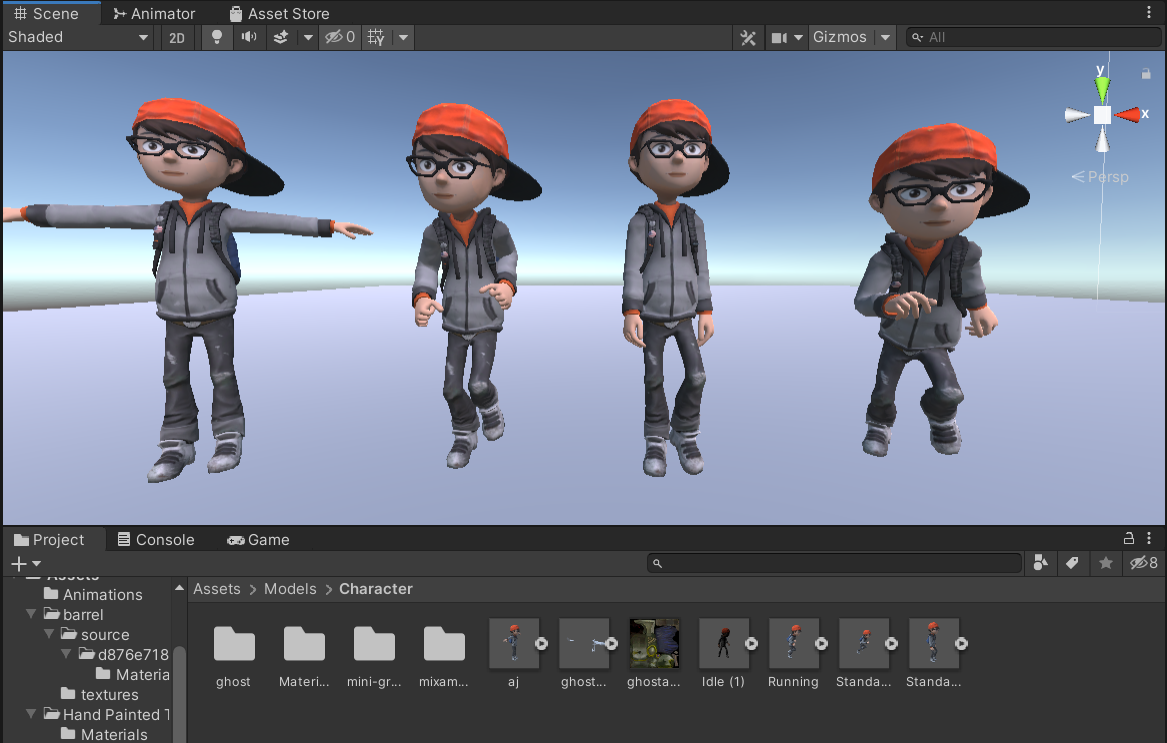 Scene Animator Asset Store
Shaded 2D 0 Gizmos All
y
x
Persp
Project Console Game
8
Assets
Assets > Models > Character
Animations
barrel
source
d876e718
Materia
textures
Hand Painted T
Materials
ghost Materi... mini-gr... mixam... aj ghost... ghosta... Idle (1) Running Standa... Standa...